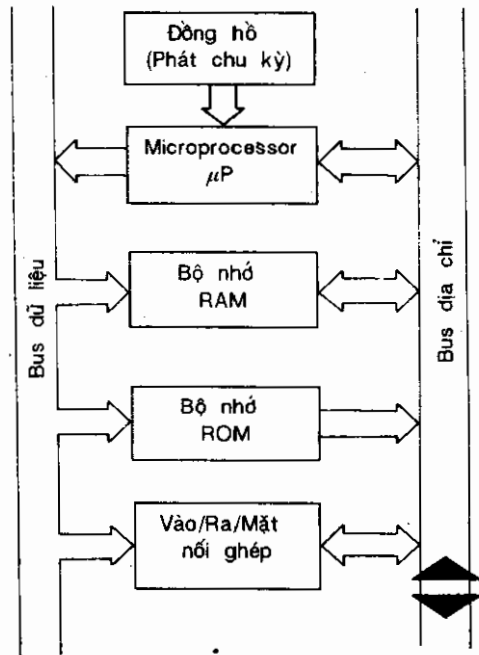 Đồng hồ
(Phát chu kỳ)
Microprocessor
μP
Bộ nhớ
RAM
Bộ nhớ
ROM
Vào/Ra/Mặt
nối ghép
Bus dữ liệu
Bus địa chỉ